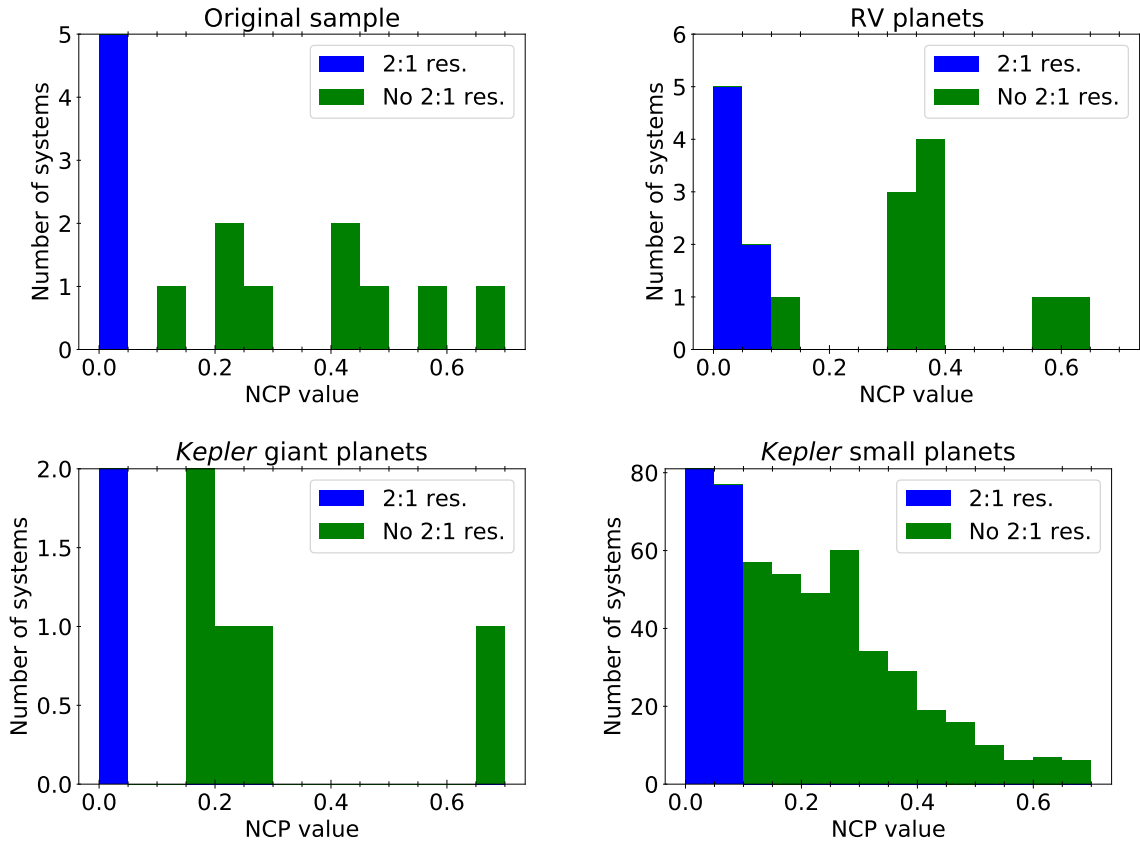 Original sample
5
4
3
2
1
0
Number of systems
2:1 res.
No 2:1 res.
0.0 0.2 0.4 0.6
NCP value
RV planets
6
5
4
3
2
1
0
Number of systems
2:1 res.
No 2:1 res.
0.0 0.2 0.4 0.6
NCP value
Kepler giant planets
2.0
1.5
1.0
0.5
0.0
Number of systems
2:1 res.
No 2:1 res.
0.0 0.2 0.4 0.6
NCP value
Kepler small planets
80
60
40
20
0
Number of systems
2:1 res.
No 2:1 res.
0.0 0.2 0.4 0.6
NCP value